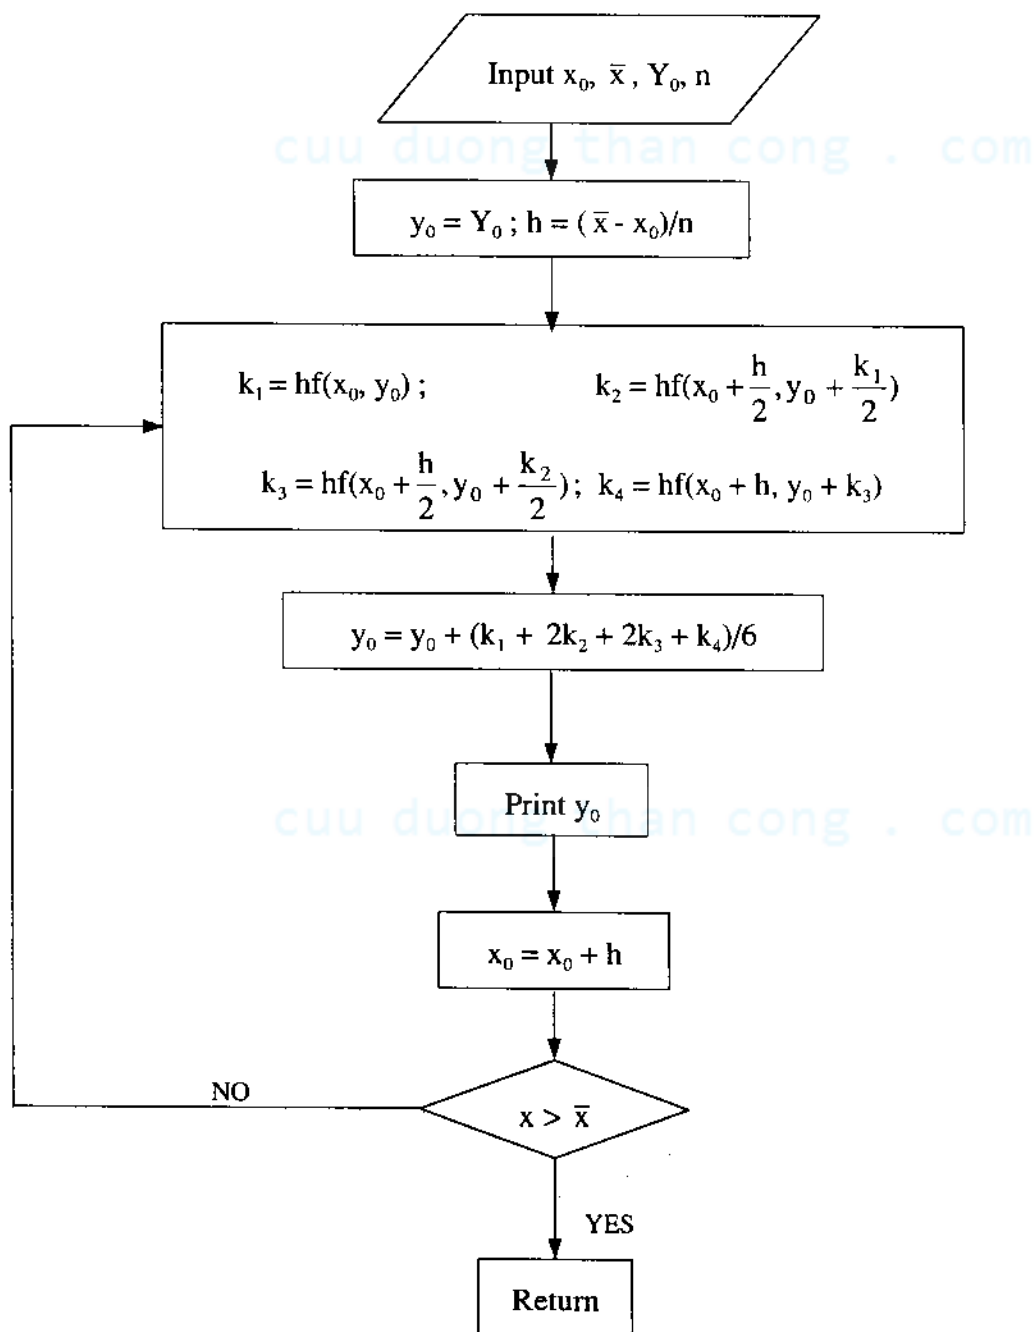 Input x₀, x̄, Y₀, n
cuu duong than cong . com
y₀ = Y₀ ; h = (x̄ - x₀)/n
k₁ = hf(x₀, y₀) ; k₂ = hf(x₀ + h/2, y₀ + k₁/2)
k₃ = hf(x₀ + h/2, y₀ + k₂/2) ; k₄ = hf(x₀ + h, y₀ + k₃)
y₀ = y₀ + (k₁ + 2k₂ + 2k₃ + k₄)/6
Print y₀
cuu duong than cong . com
x₀ = x₀ + h
NO
x > x̄
YES
Return